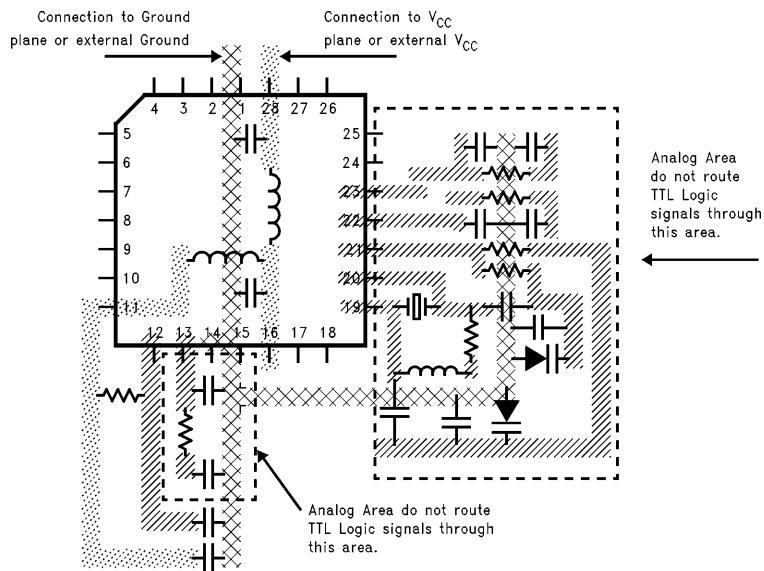 Connection to Ground
plane or external Ground
Connection to VCC
plane or external VCC
4 3 2 1 28 27 26
5
6
7
8
9
10
11
25
24
23
22
21
20
19
12 13 14 15 16 17 18
Analog Area
do not route
TTL Logic
signals through
this area.
Analog Area do not route
TTL Logic signals through
this area.